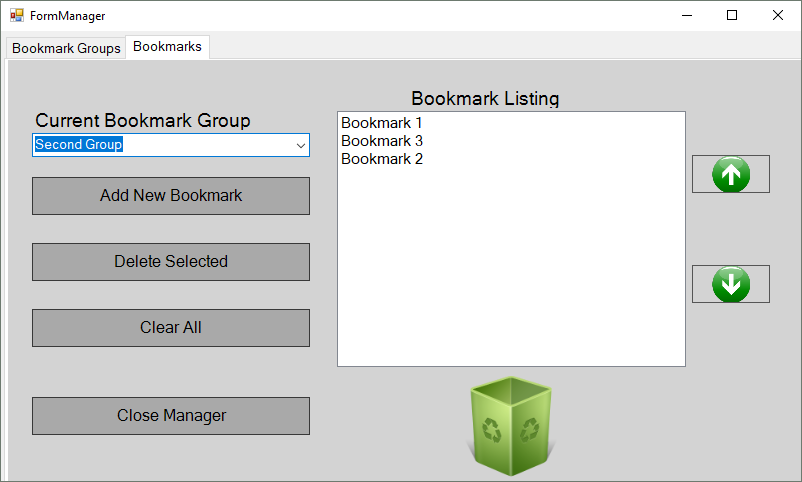 FormManager
Bookmark Groups
Bookmarks
Current Bookmark Group
Second Group
Add New Bookmark
Delete Selected
Clear All
Close Manager
Bookmark Listing
Bookmark 1
Bookmark 3
Bookmark 2